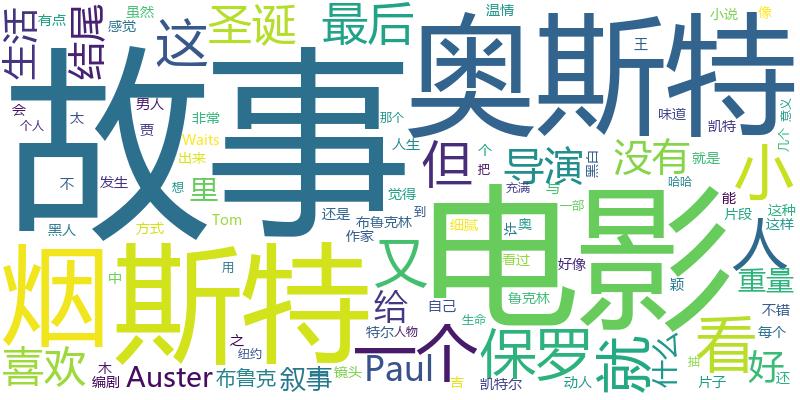 虽然 有点 感觉 圣诞 最后 温情 小说 像
生活 结尾 这 奥斯特 王
会 个人 太 男人 贾 非常 那个 味道 凯特 几个 意义
故事 Waits 出来 人生 但 个 把 导演 黑白 没有 就是 小
不 发生 想 里 觉得 充满 与 哈哈 能
Tom 还是 布鲁克林 到 细腻 奥 一部 片段 这种 这样
黑人 方式 作家 看过 好像 电影 人
烟 斯特 中 用 又 给 自己 鲁克林 颖 重量 不错
之 纽约 特尔 人物 一个 生命 保罗 就 什么 看 每个
喜欢 木 编剧 Auster 布鲁克 叙事 镜头 Paul 吉 凯特尔 动人 抽 片子 好 还